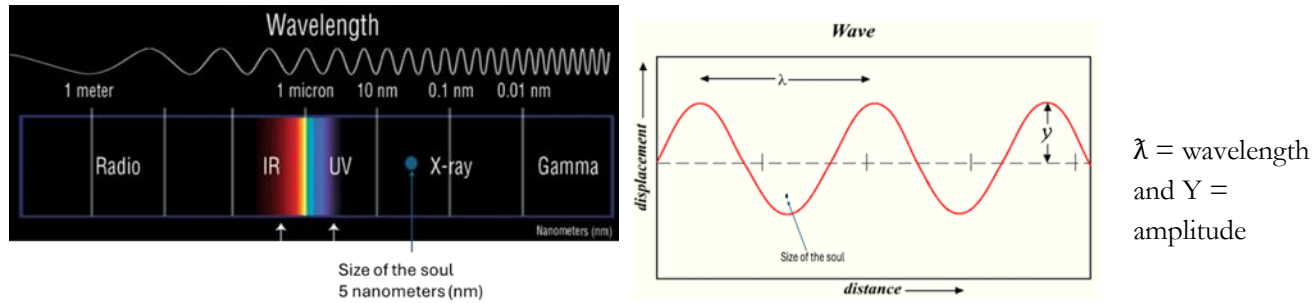 Wavelength
1 meter 1 micron 10 nm 0.1 nm 0.01 nm
Radio IR UV X-ray Gamma
Nanometers (nm)
Size of the soul
5 nanometers (nm)
Wave
λ
displacement
y
Size of the soul
distance
ƛ = wavelength
and Y =
amplitude